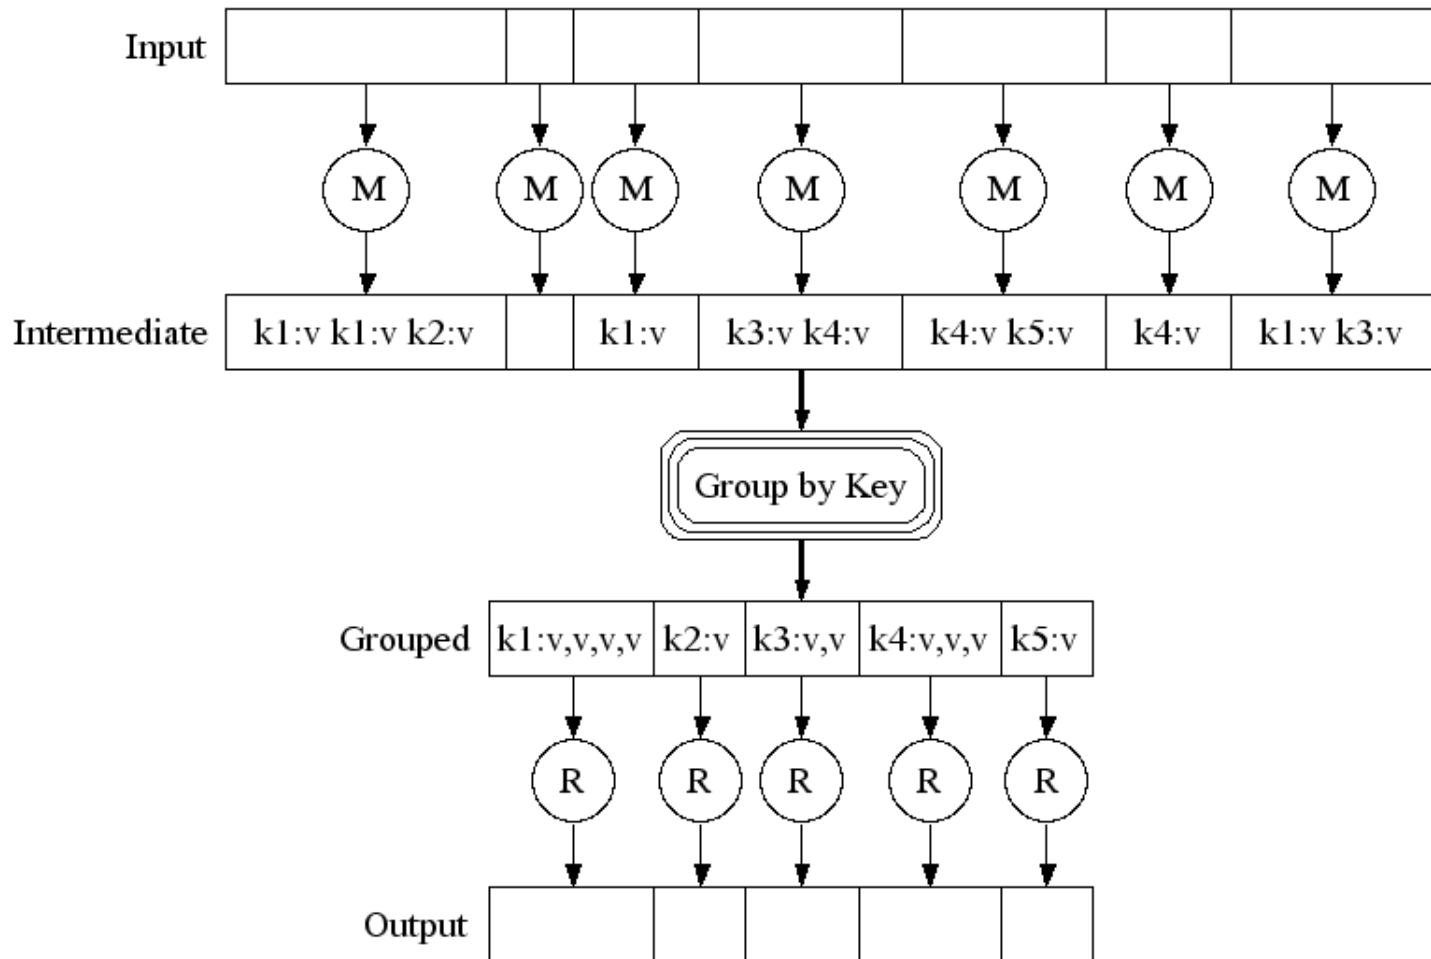 Input
M M M M M M M
Intermediate k1:v k1:v k2:v k1:v k3:v k4:v k4:v k5:v k4:v k1:v k3:v
Group by Key
Grouped k1:v,v,v,v k2:v k3:v,v k4:v,v,v k5:v
R R R R R
Output